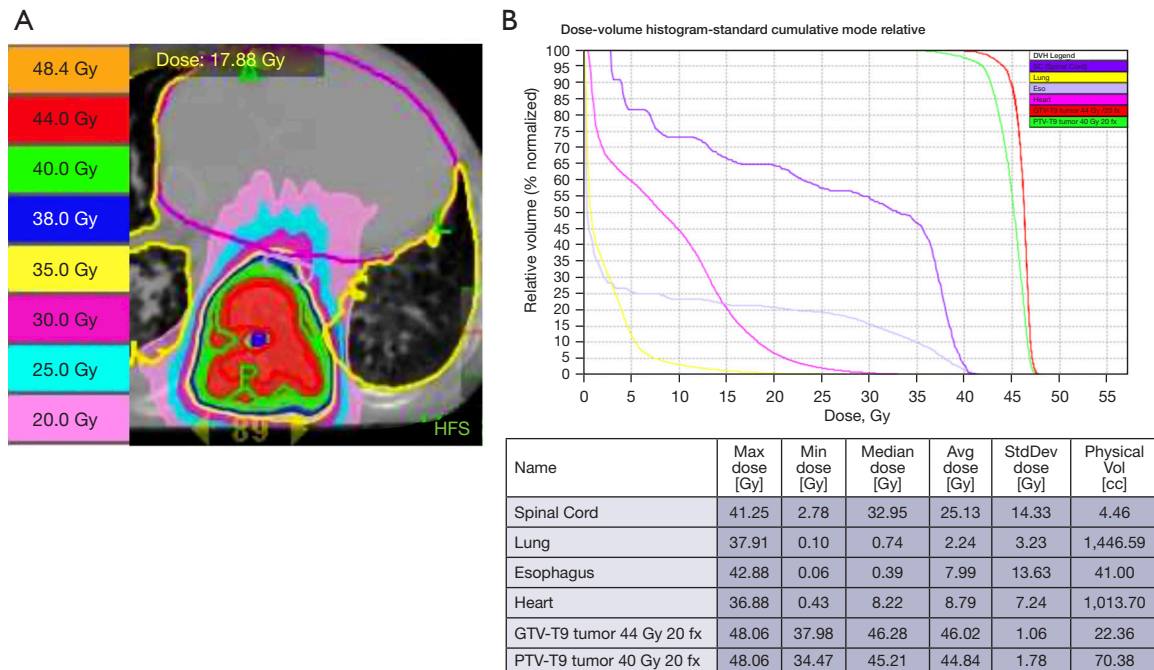 A
48.4 Gy
44.0 Gy
40.0 Gy
38.0 Gy
35.0 Gy
30.0 Gy
25.0 Gy
20.0 Gy
Dose: 17.88 Gy
P
89
HFS
B
Dose-volume histogram-standard cumulative mode relative
Relative volume (% normalized)
100
95
90
85
80
75
70
65
60
55
50
45
40
35
30
25
20
15
10
5
0
0 5 10 15 20 25 30 35 40 45 50 55
Dose, Gy
DVH Legend
SC (Spinal Cord)
Lung
Eso
Heart
GTV-T9 tumor 44 Gy 20 fx
PTV-T9 tumor 40 Gy 20 fx
Name Max dose [Gy] Min dose [Gy] Median dose [Gy] Avg dose [Gy] StdDev dose [Gy] Physical Vol [cc]
Spinal Cord 41.25 2.78 32.95 25.13 14.33 4.46
Lung 37.91 0.10 0.74 2.24 3.23 1,446.59
Esophagus 42.88 0.06 0.39 7.99 13.63 41.00
Heart 36.88 0.43 8.22 8.79 7.24 1,013.70
GTV-T9 tumor 44 Gy 20 fx 48.06 37.98 46.28 46.02 1.06 22.36
PTV-T9 tumor 40 Gy 20 fx 48.06 34.47 45.21 44.84 1.78 70.38